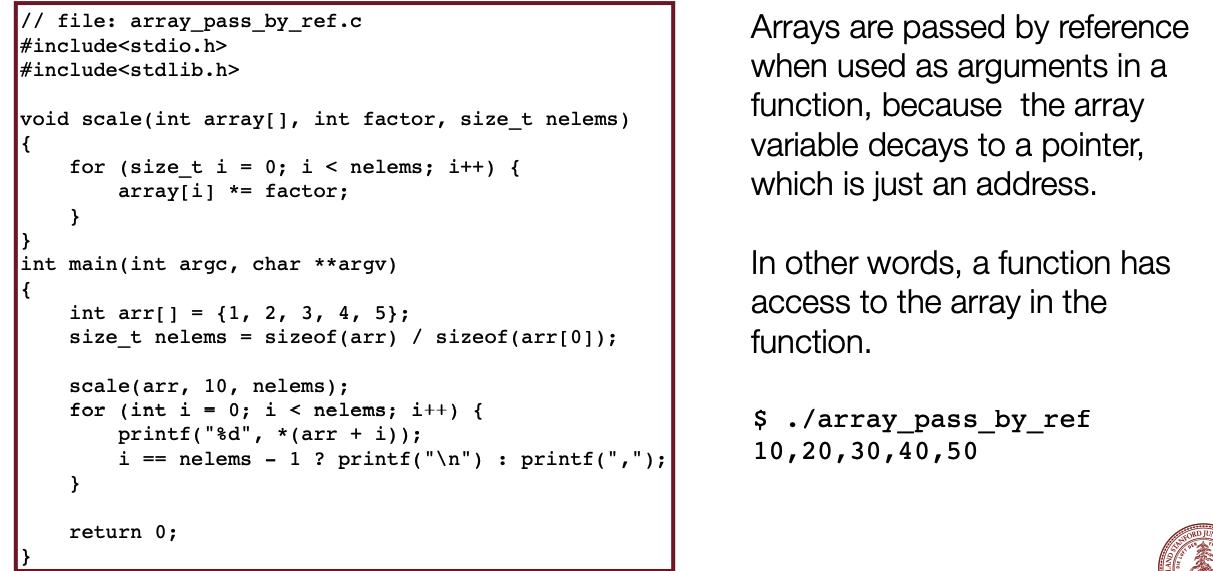 // file: array_pass_by_ref.c
#include<stdio.h>
#include<stdlib.h>
void scale(int array[], int factor, size_t nelems)
{
    for (size_t i = 0; i < nelems; i++) {
        array[i] *= factor;
    }
}
int main(int argc, char **argv)
{
    int arr[] = {1, 2, 3, 4, 5};
    size_t nelems = sizeof(arr) / sizeof(arr[0]);
    scale(arr, 10, nelems);
    for (int i = 0; i < nelems; i++) {
        printf("%d", *(arr + i));
        i == nelems - 1 ? printf("\n") : printf(",");
    }
    return 0;
}
Arrays are passed by reference
when used as arguments in a
function, because  the array
variable decays to a pointer,
which is just an address.
In other words, a function has
access to the array in the
function.
$ ./array_pass_by_ref
10,20,30,40,50